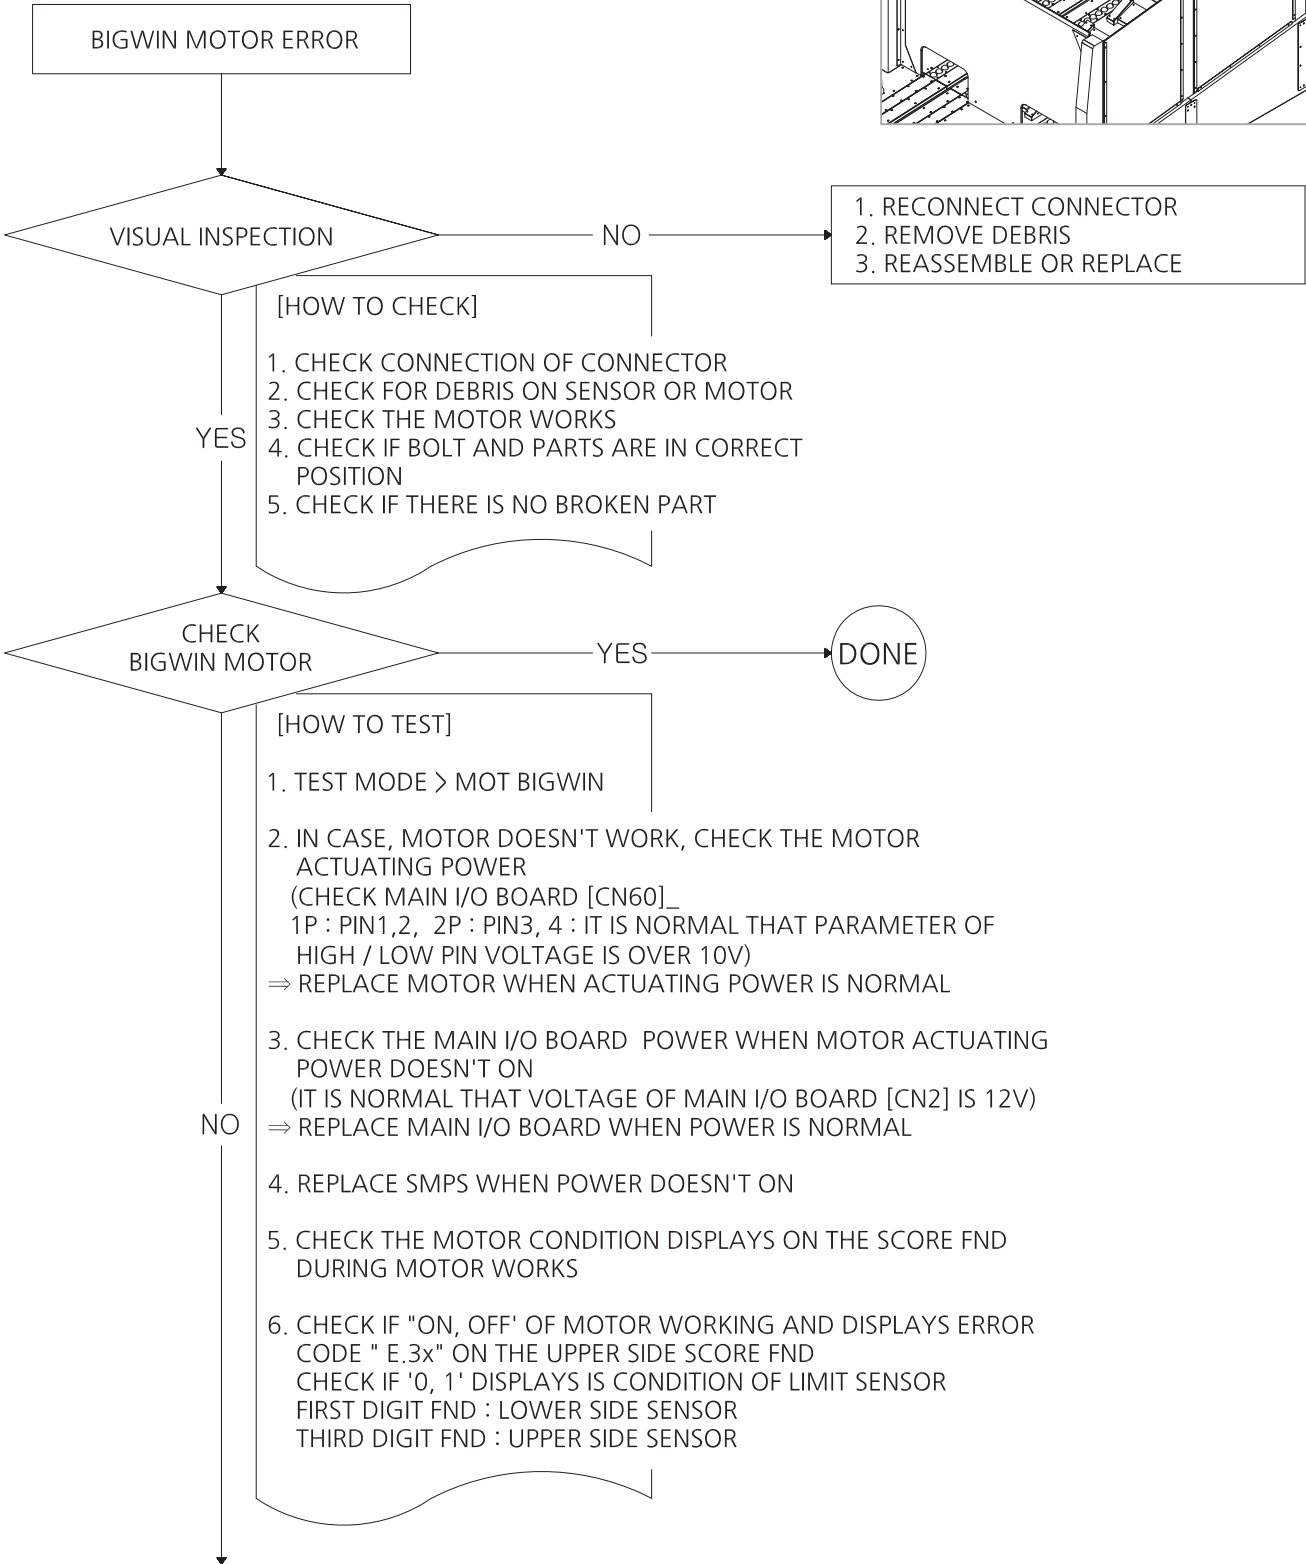 BIGWIN MOTOR ERROR
VISUAL INSPECTION
NO
1. RECONNECT CONNECTOR
2. REMOVE DEBRIS
3. REASSEMBLE OR REPLACE
[HOW TO CHECK]
1. CHECK CONNECTION OF CONNECTOR
2. CHECK FOR DEBRIS ON SENSOR OR MOTOR
3. CHECK THE MOTOR WORKS
4. CHECK IF BOLT AND PARTS ARE IN CORRECT
POSITION
5. CHECK IF THERE IS NO BROKEN PART
YES
CHECK
BIGWIN MOTOR
YES
DONE
[HOW TO TEST]
1. TEST MODE > MOT BIGWIN
2. IN CASE, MOTOR DOESN'T WORK, CHECK THE MOTOR
ACTUATING POWER
(CHECK MAIN I/O BOARD [CN60]_
1P : PIN1,2, 2P : PIN3, 4 : IT IS NORMAL THAT PARAMETER OF
HIGH / LOW PIN VOLTAGE IS OVER 10V)
⇒ REPLACE MOTOR WHEN ACTUATING POWER IS NORMAL
3. CHECK THE MAIN I/O BOARD POWER WHEN MOTOR ACTUATING
POWER DOESN'T ON
(IT IS NORMAL THAT VOLTAGE OF MAIN I/O BOARD [CN2] IS 12V)
⇒ REPLACE MAIN I/O BOARD WHEN POWER IS NORMAL
4. REPLACE SMPS WHEN POWER DOESN'T ON
5. CHECK THE MOTOR CONDITION DISPLAYS ON THE SCORE FND
DURING MOTOR WORKS
6. CHECK IF "ON, OFF' OF MOTOR WORKING AND DISPLAYS ERROR
CODE " E.3x" ON THE UPPER SIDE SCORE FND
CHECK IF '0, 1' DISPLAYS IS CONDITION OF LIMIT SENSOR
FIRST DIGIT FND : LOWER SIDE SENSOR
THIRD DIGIT FND : UPPER SIDE SENSOR
NO